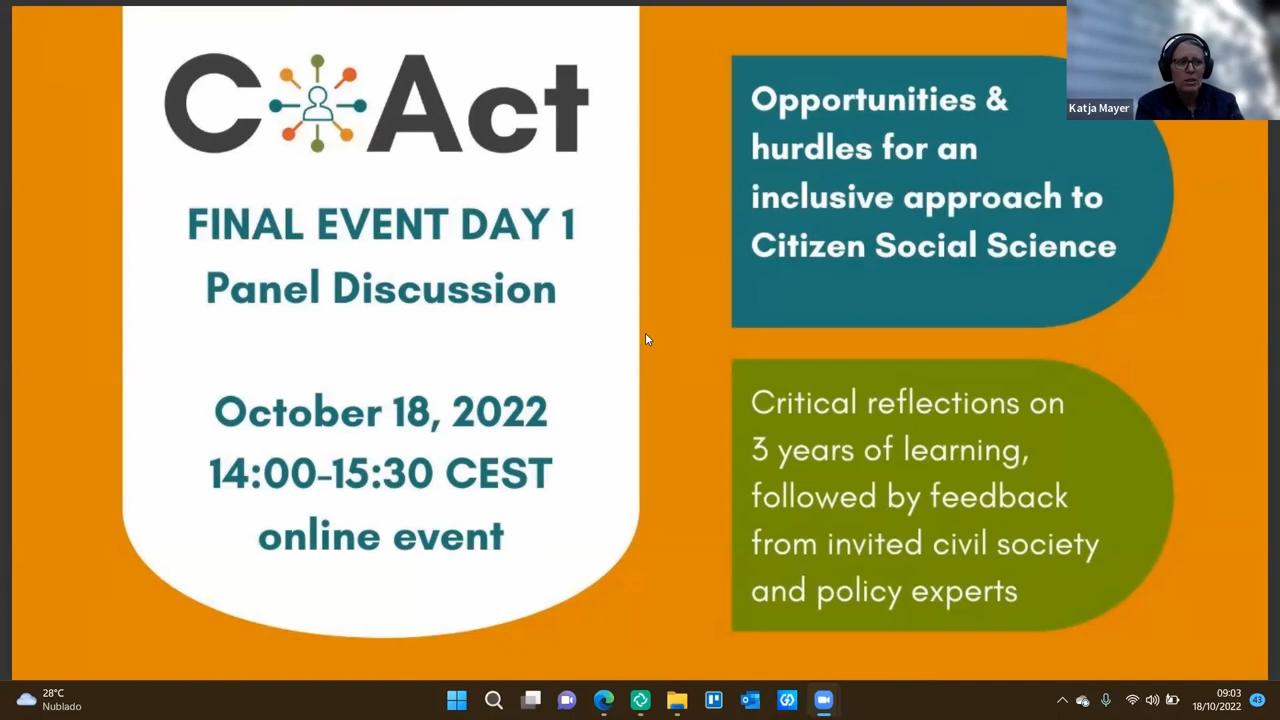 C Act
FINAL EVENT DAY 1
Panel Discussion
October 18, 2022
14:00-15:30 CEST
online event
Opportunities &
hurdles for an
inclusive approach to
Citizen Social Science
Critical reflections on
3 years of learning,
followed by feedback
from invited civil society
and policy experts
Katja Mayer
28°C
Nublado
09:03
18/10/2022
43